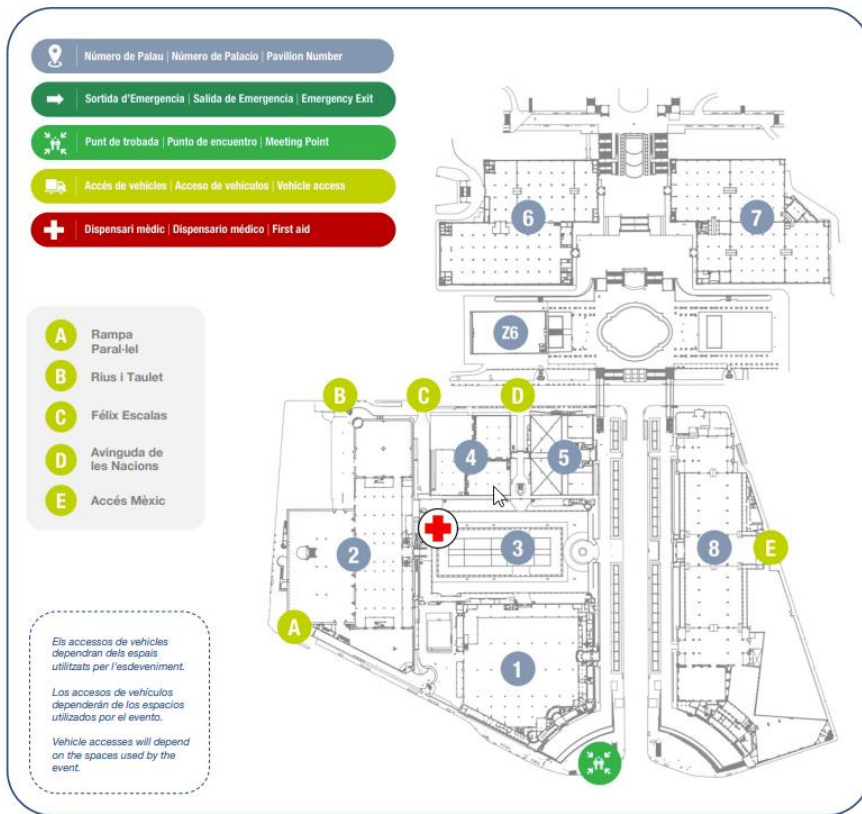 Número de Palau | Número de Palacio | Pavilion Number
Sortida d'Emergencia | Salida de Emergencia | Emergency Exit
Punt de trobada | Punto de encuentro | Meeting Point
Accés de vehicles | Acceso de vehículos | Vehicle access
Dispensari mèdic | Dispensario médico | First aid
6
7
Z6
A Rampa
Paral·lel
B Rius i Taulet
C Félix Escalas
D Avinguda de
les Nacions
E Accés Mèxic
B
C
D
4
5
2
3
8
E
A
1
Els accessos de vehicles
dependran dels espais
utilitzats per l'esdeveniment.
Los accesos de vehículos
dependerán de los espacios
utilizados por el evento.
Vehicle accesses will depend
on the spaces used by the
event.